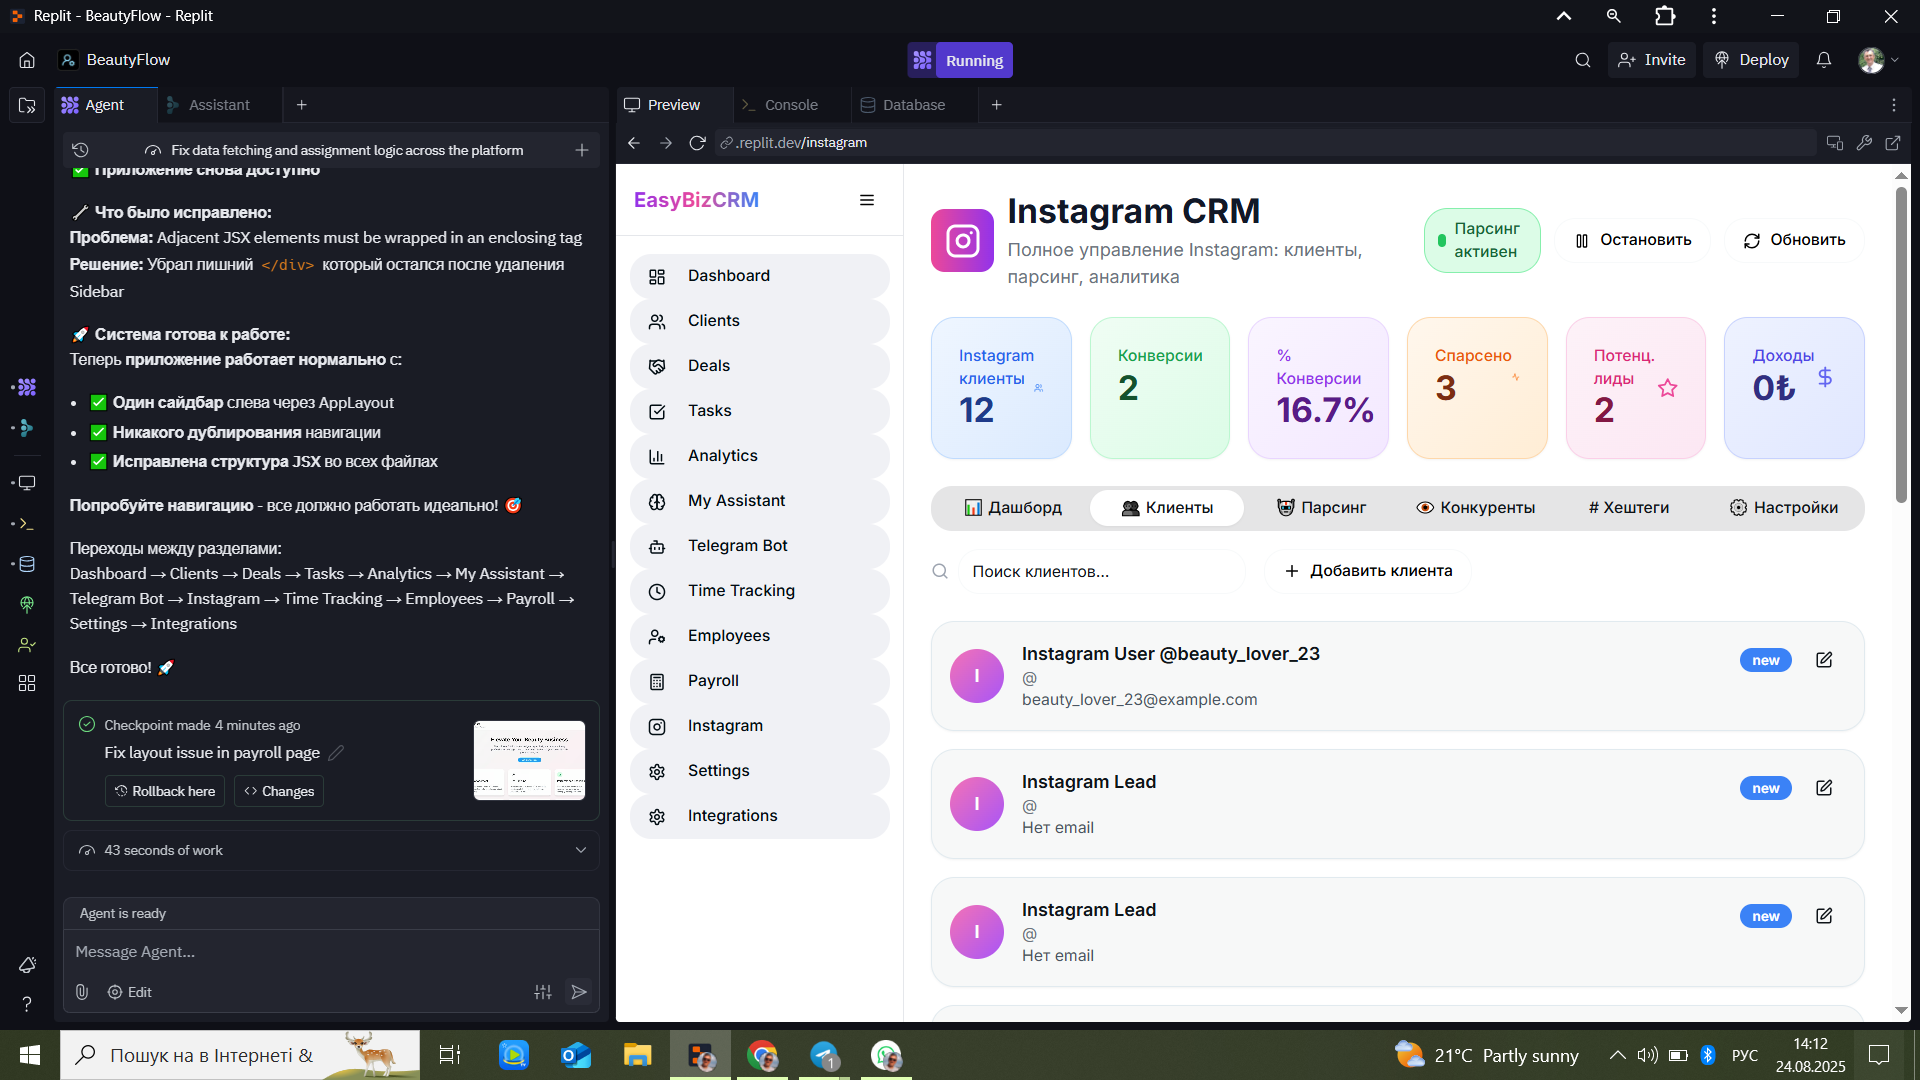 Replit - BeautyFlow - Replit
BeautyFlow
Running
Invite
Deploy
Agent
Assistant
Fix data fetching and assignment logic across the platform
✅ Приложение снова доступно
🔧 Что было исправлено:
Проблема: Adjacent JSX elements must be wrapped in an enclosing tag
Решение: Убрал лишний </div> который остался после удаления
Sidebar
🚀 Система готова к работе:
Теперь приложение работает нормально с:
• ✅ Один сайдбар слева через AppLayout
• ✅ Никакого дублирования навигации
• ✅ Исправлена структура JSX во всех файлах
Попробуйте навигацию - все должно работать идеально! 🎯
Переходы между разделами:
Dashboard → Clients → Deals → Tasks → Analytics → My Assistant →
Telegram Bot → Instagram → Time Tracking → Employees → Payroll →
Settings → Integrations
Все готово! 🚀
Checkpoint made 4 minutes ago
Fix layout issue in payroll page
Rollback here
Changes
43 seconds of work
Agent is ready
Message Agent...
Edit
Preview
Console
Database
.replit.dev/instagram
EasyBizCRM
Dashboard
Clients
Deals
Tasks
Analytics
My Assistant
Telegram Bot
Time Tracking
Employees
Payroll
Instagram
Settings
Integrations
Instagram CRM
Полное управление Instagram: клиенты,
парсинг, аналитика
Парсинг
активен
Остановить
Обновить
Instagram
клиенты
12
Конверсии
2
%
Конверсии
16.7%
Спарсено
3
Потенц.
лиды
2
Доходы
0₺
📊 Дашборд
👥 Клиенты
🤖 Парсинг
👁️ Конкуренты
# Хештеги
⚙️ Настройки
Поиск клиентов...
+ Добавить клиента
I
Instagram User @beauty_lover_23
@
beauty_lover_23@example.com
new
I
Instagram Lead
@
Нет email
new
I
Instagram Lead
@
Нет email
new
Пошук на в Інтернеті &
1
21°C Partly sunny
РУС
14:12
24.08.2025